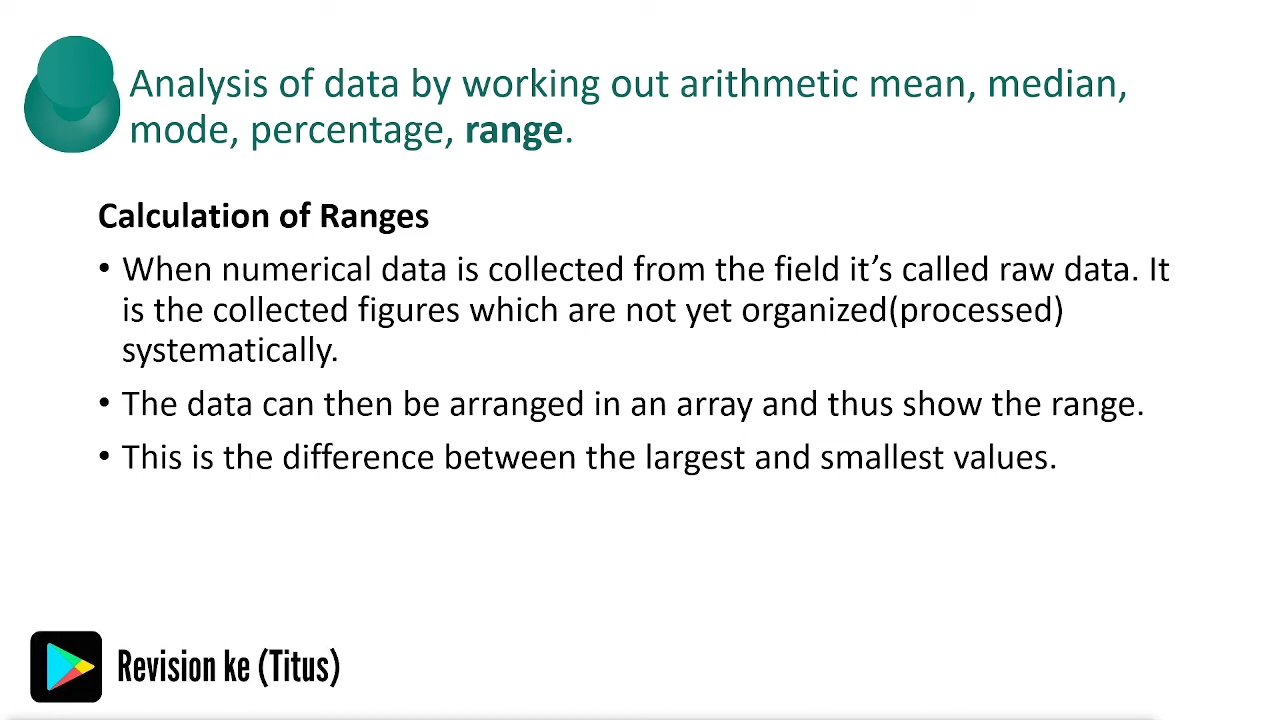 Analysis of data by working out arithmetic mean, median,
mode, percentage, range.
Calculation of Ranges
• When numerical data is collected from the field it’s called raw data. It
is the collected figures which are not yet organized(processed)
systematically.
• The data can then be arranged in an array and thus show the range.
• This is the difference between the largest and smallest values.
Revision ke (Titus)